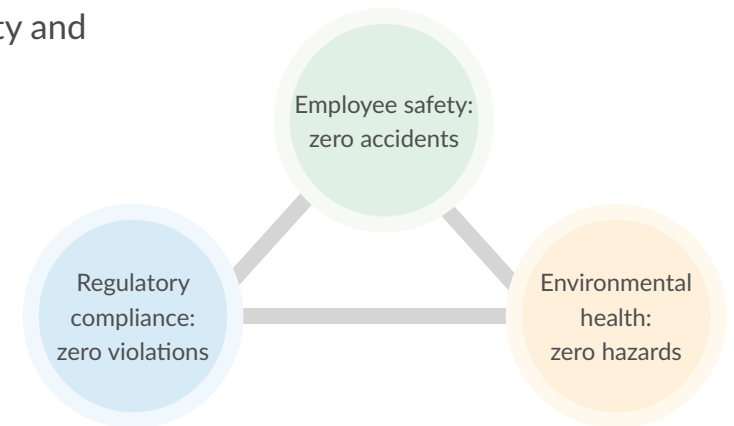 ty and
Employee safety:
zero accidents
Regulatory
compliance:
zero violations
Environmental
health:
zero hazards